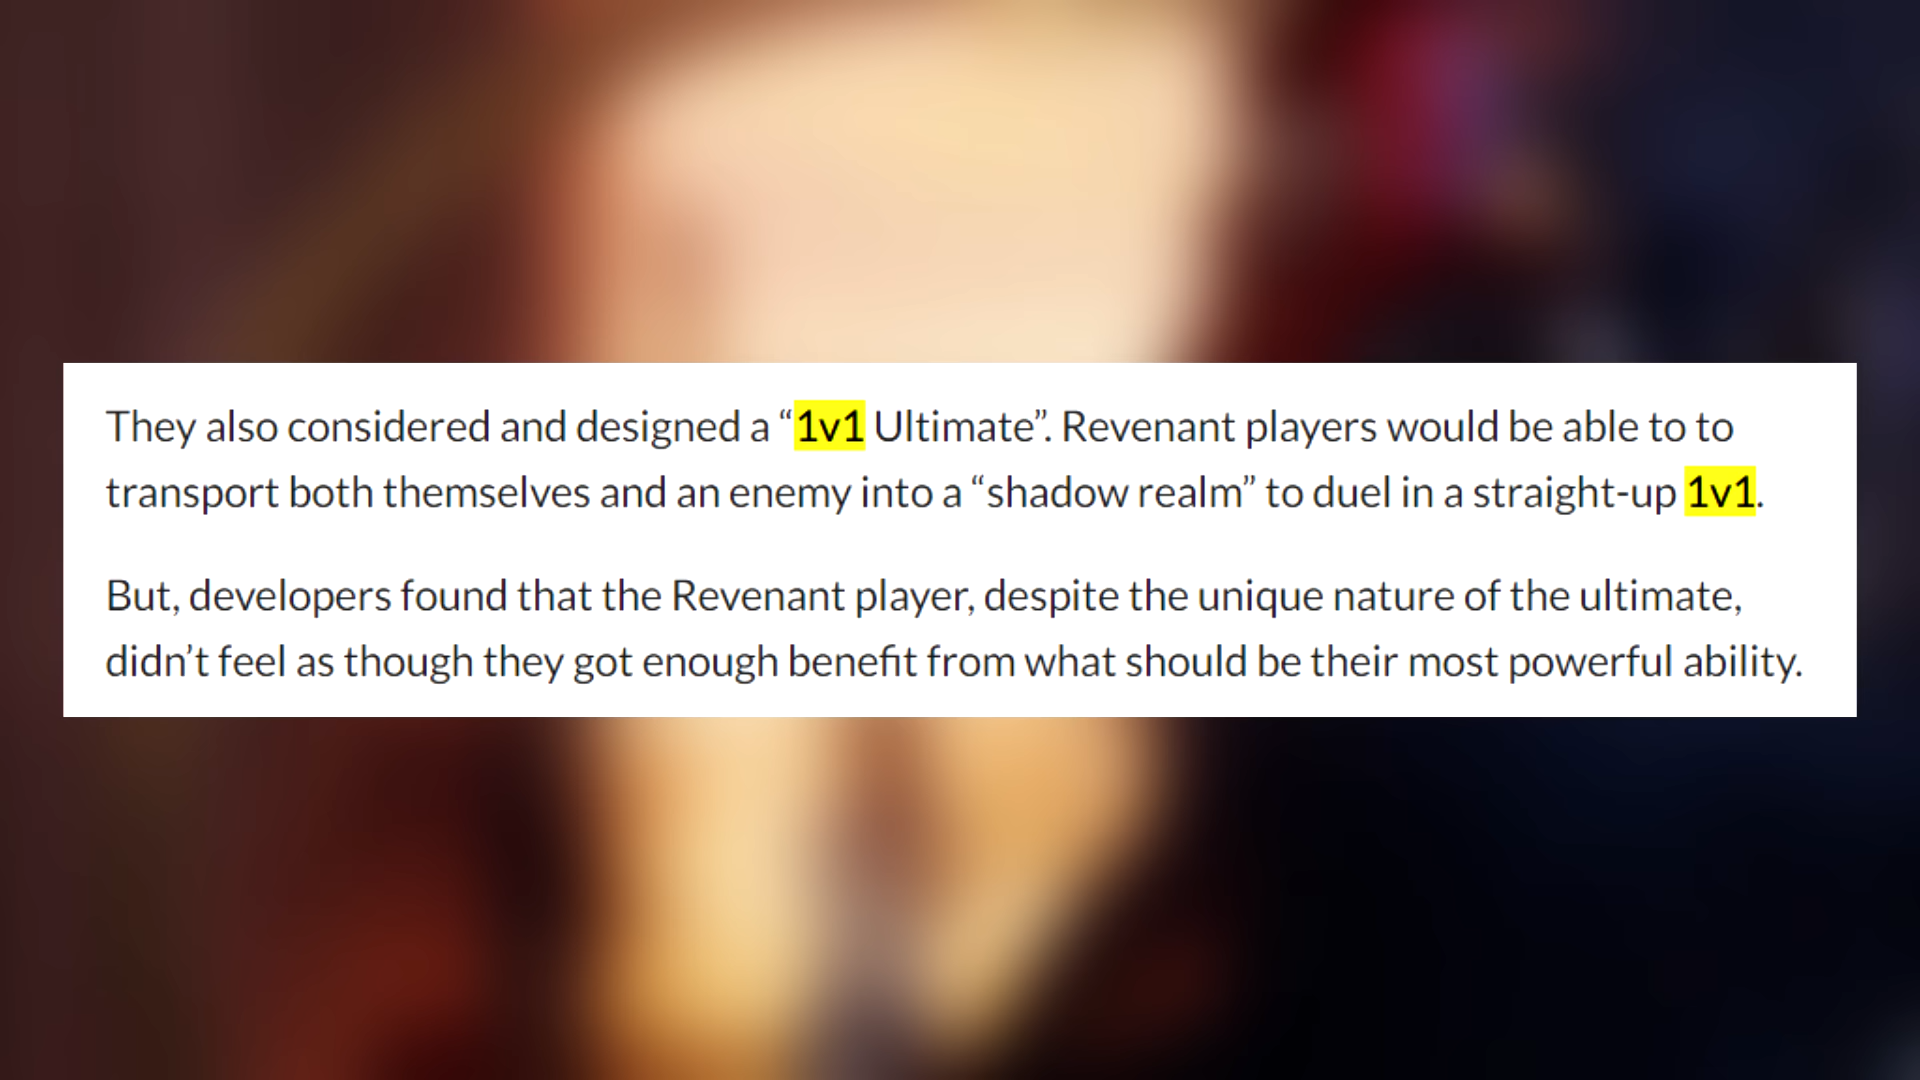 They also considered and designed a “1v1 Ultimate”. Revenant players would be able to to
transport both themselves and an enemy into a “shadow realm” to duel in a straight-up 1v1.
But, developers found that the Revenant player, despite the unique nature of the ultimate,
didn’t feel as though they got enough benefit from what should be their most powerful ability.